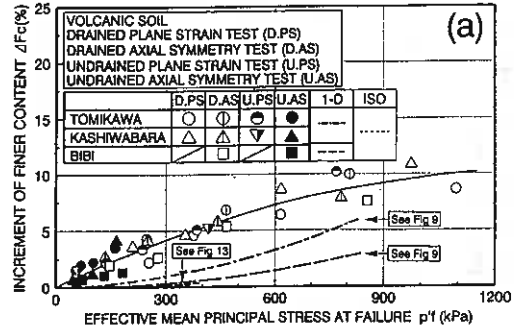 (a)
VOLCANIC SOIL
DRAINED PLANE STRAIN TEST (D.PS)
DRAINED AXIAL SYMMETRY TEST (D.AS)
UNDRAINED PLANE STRAIN TEST (U.PS)
UNDRAINED AXIAL SYMMETRY TEST (U.AS)
D.PS D.AS U.PS U.AS 1-D ISO
TOMIKAWA
KASHIWABARA
BIBI
INCREMENT OF FINER CONTENT ΔFc(%)
25
20
15
10
5
0
See Fig 13
See Fig 9
See Fig 9
0 300 600 900 1200
EFFECTIVE MEAN PRINCIPAL STRESS AT FAILURE p'f (kPa)